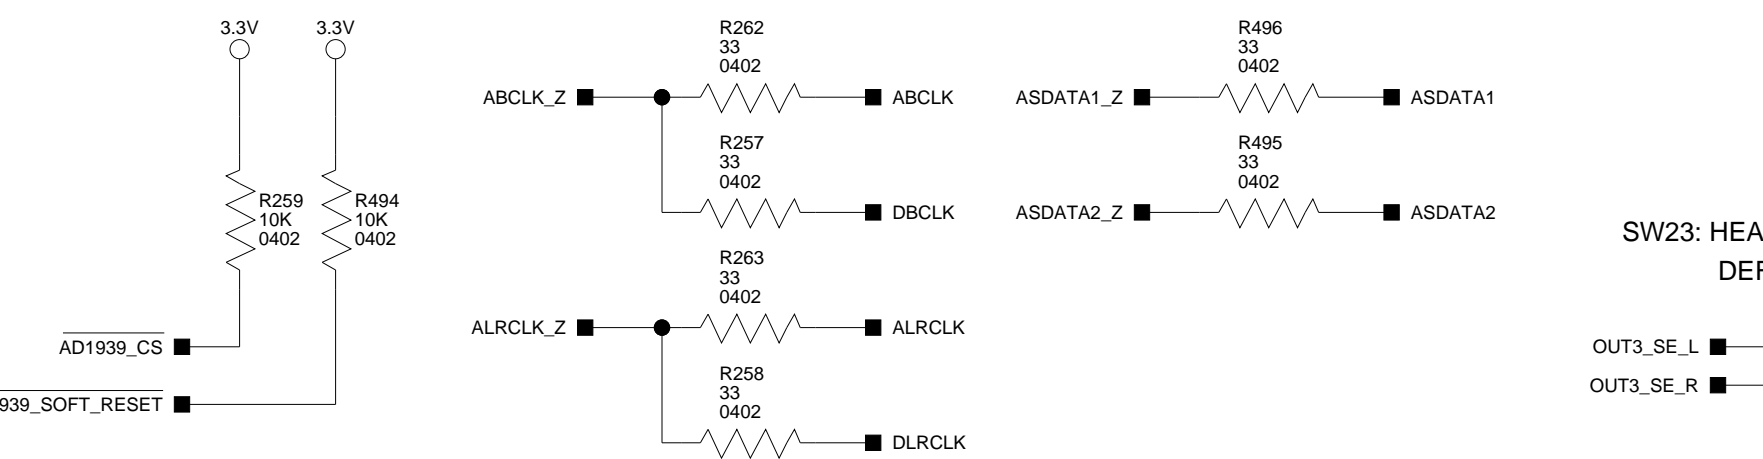 3.3V
3.3V
R259
10K
0402
R494
10K
0402
AD1939_CS
939_SOFT_RESET
R262
33
0402
ABCLK_Z
ABCLK
R257
33
0402
DBCLK
R263
33
0402
ALRCLK_Z
ALRCLK
R258
33
0402
DLRCLK
R496
33
0402
ASDATA1_Z
ASDATA1
R495
33
0402
ASDATA2_Z
ASDATA2
SW23: HEA
DEF
OUT3_SE_L
OUT3_SE_R